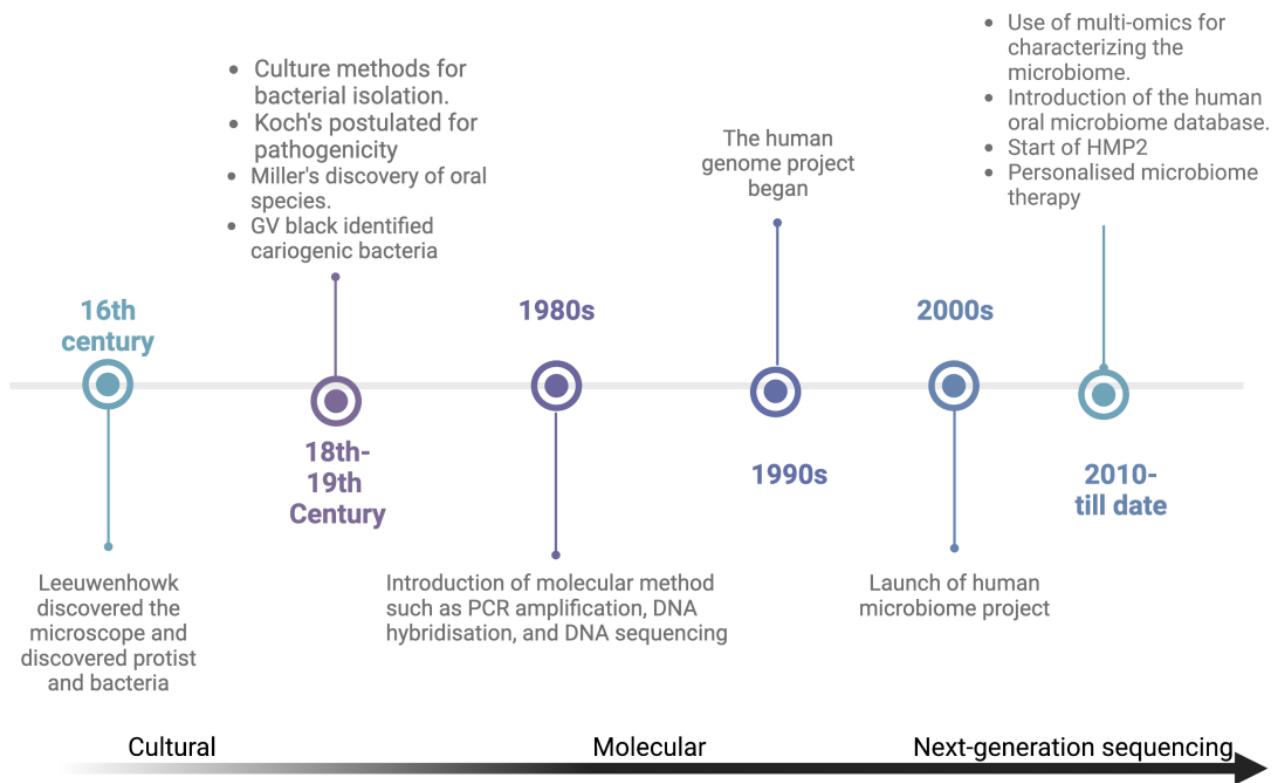 16th
century
Leeuwenhowk
discovered the
microscope and
discovered protist
and bacteria
• Culture methods for
bacterial isolation.
• Koch's postulated for
pathogenicity
• Miller's discovery of oral
species.
• GV black identified
cariogenic bacteria
18th-
19th
Century
1980s
Introduction of molecular method
such as PCR amplification, DNA
hybridisation, and DNA sequencing
The human
genome project
began
1990s
2000s
Launch of human
microbiome project
• Use of multi-omics for
characterizing the
microbiome.
• Introduction of the human
oral microbiome database.
• Start of HMP2
• Personalised microbiome
therapy
2010-
till date
Cultural
Molecular
Next-generation sequencing